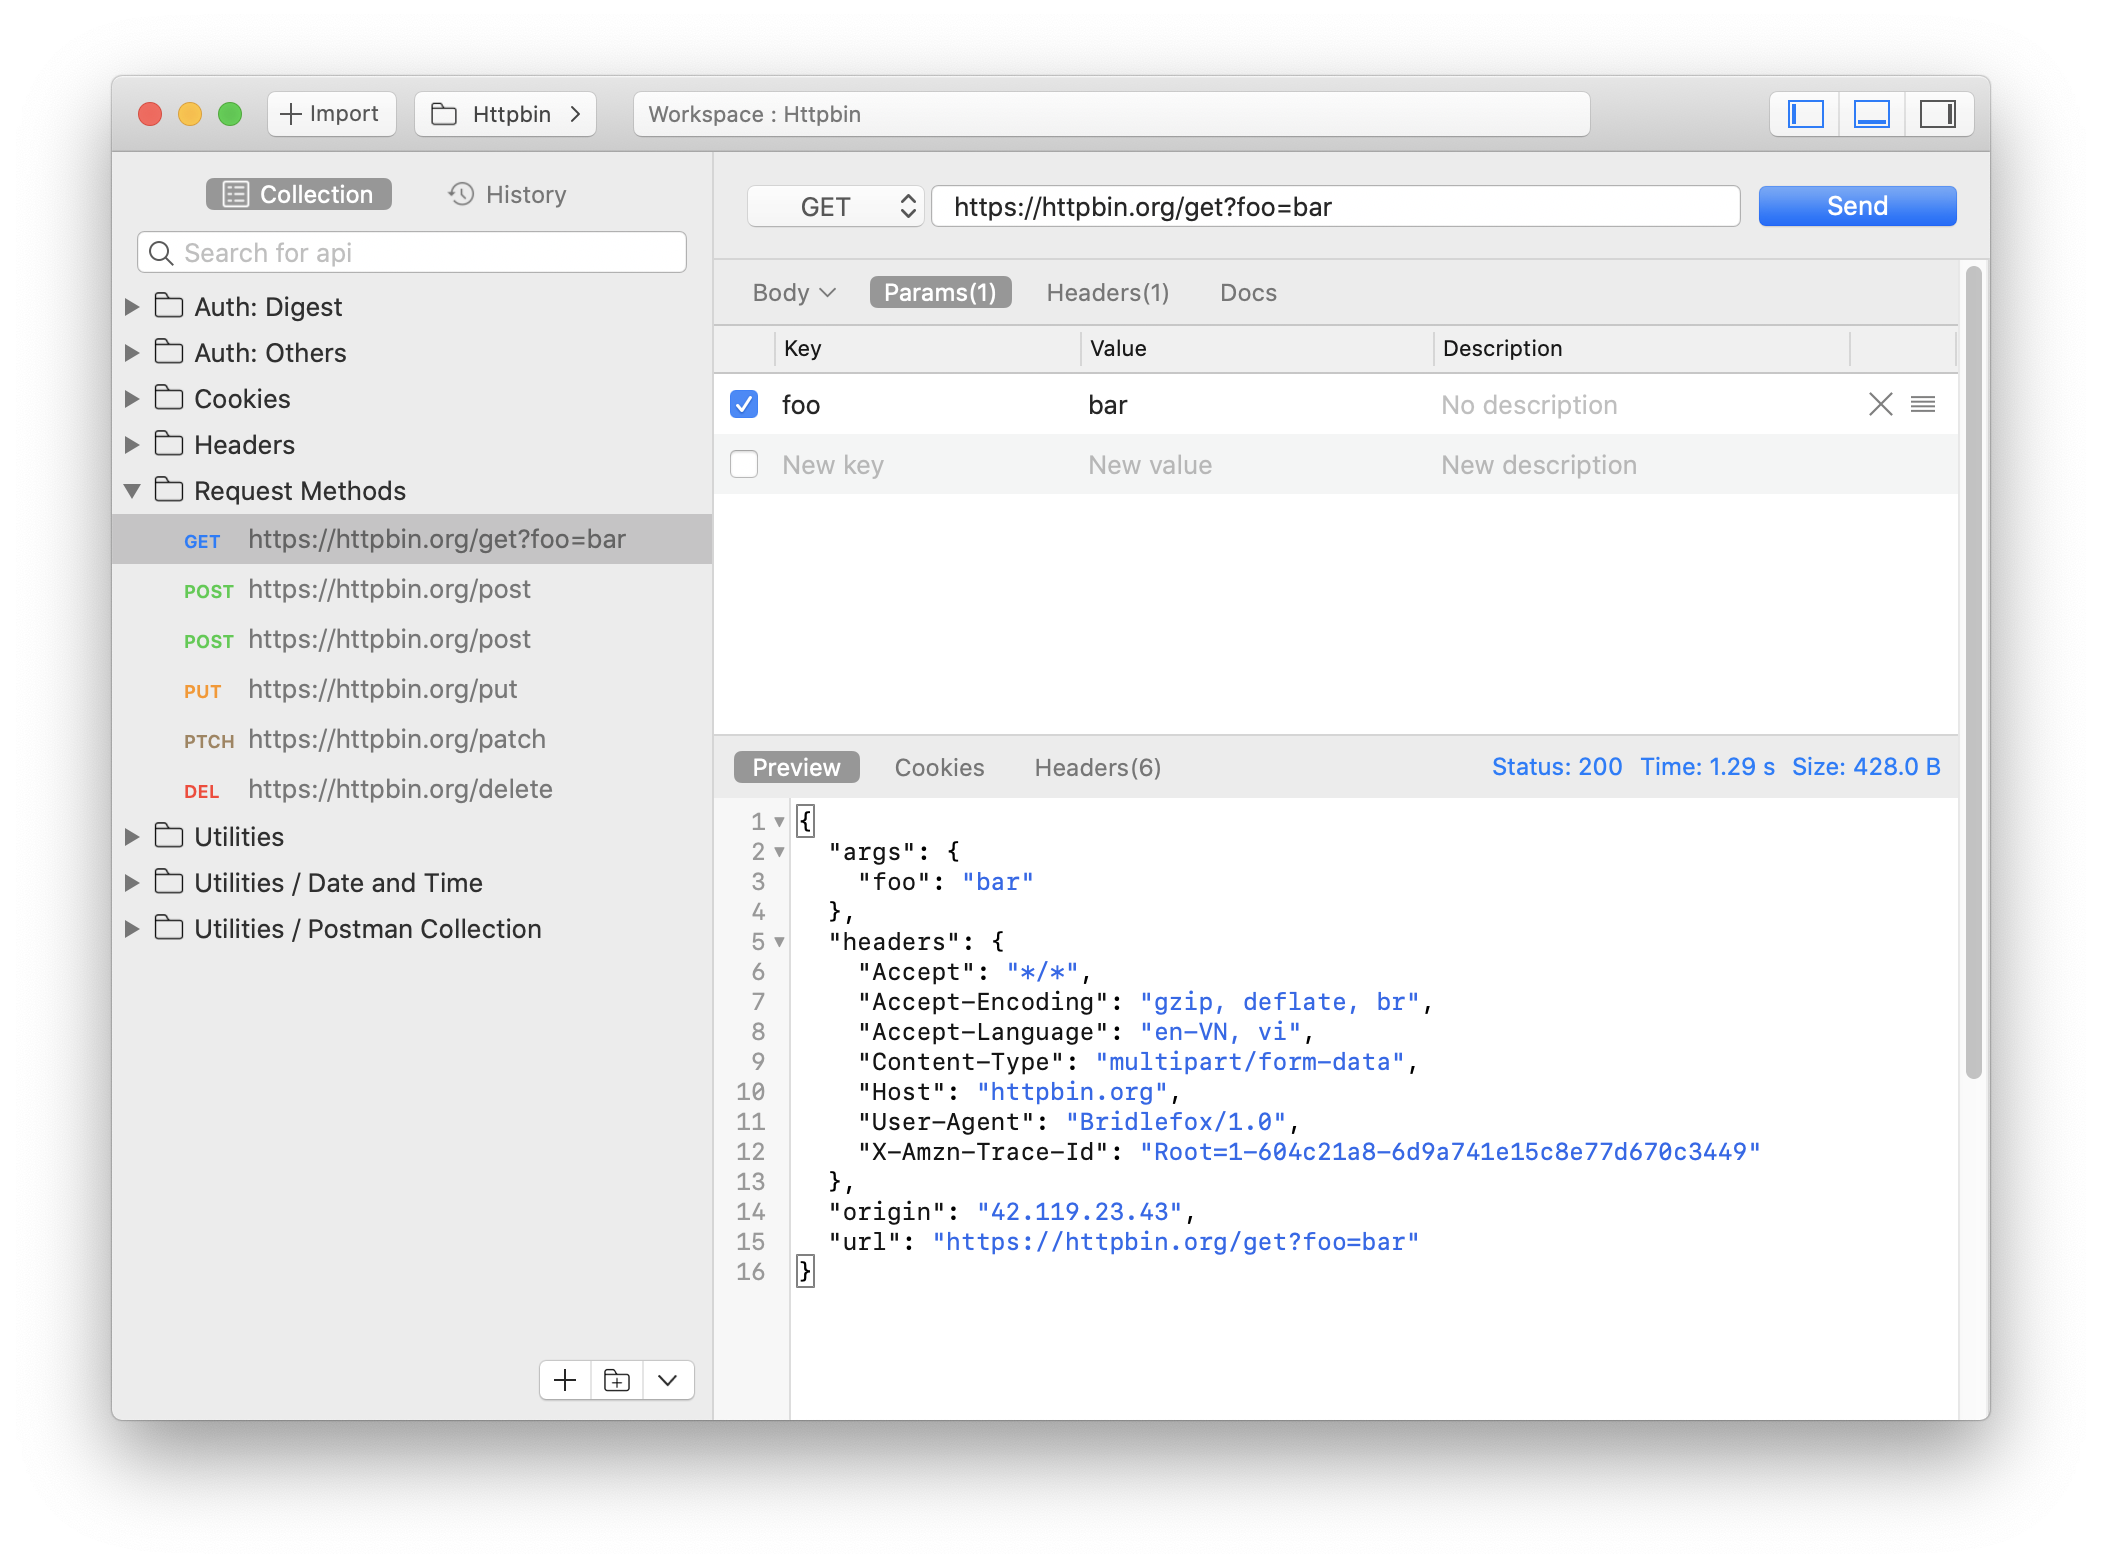 Import
Httpbin
Workspace : Httpbin
Collection
History
Search for api
Auth: Digest
Auth: Others
Cookies
Headers
Request Methods
GET https://httpbin.org/get?foo=bar
POST https://httpbin.org/post
POST https://httpbin.org/post
PUT https://httpbin.org/put
PTCH https://httpbin.org/patch
DEL https://httpbin.org/delete
Utilities
Utilities / Date and Time
Utilities / Postman Collection
GET https://httpbin.org/get?foo=bar Send
Body Params(1) Headers(1) Docs
Key Value Description
foo bar No description
New key New value New description
Preview Cookies Headers(6) Status: 200 Time: 1.29 s Size: 428.0 B
1 {
2 "args": {
3 "foo": "bar"
4 },
5 "headers": {
6 "Accept": "*/*",
7 "Accept-Encoding": "gzip, deflate, br",
8 "Accept-Language": "en-VN, vi",
9 "Content-Type": "multipart/form-data",
10 "Host": "httpbin.org",
11 "User-Agent": "Bridlefox/1.0",
12 "X-Amzn-Trace-Id": "Root=1-604c21a8-6d9a741e15c8e77d670c3449"
13 },
14 "origin": "42.119.23.43",
15 "url": "https://httpbin.org/get?foo=bar"
16 }